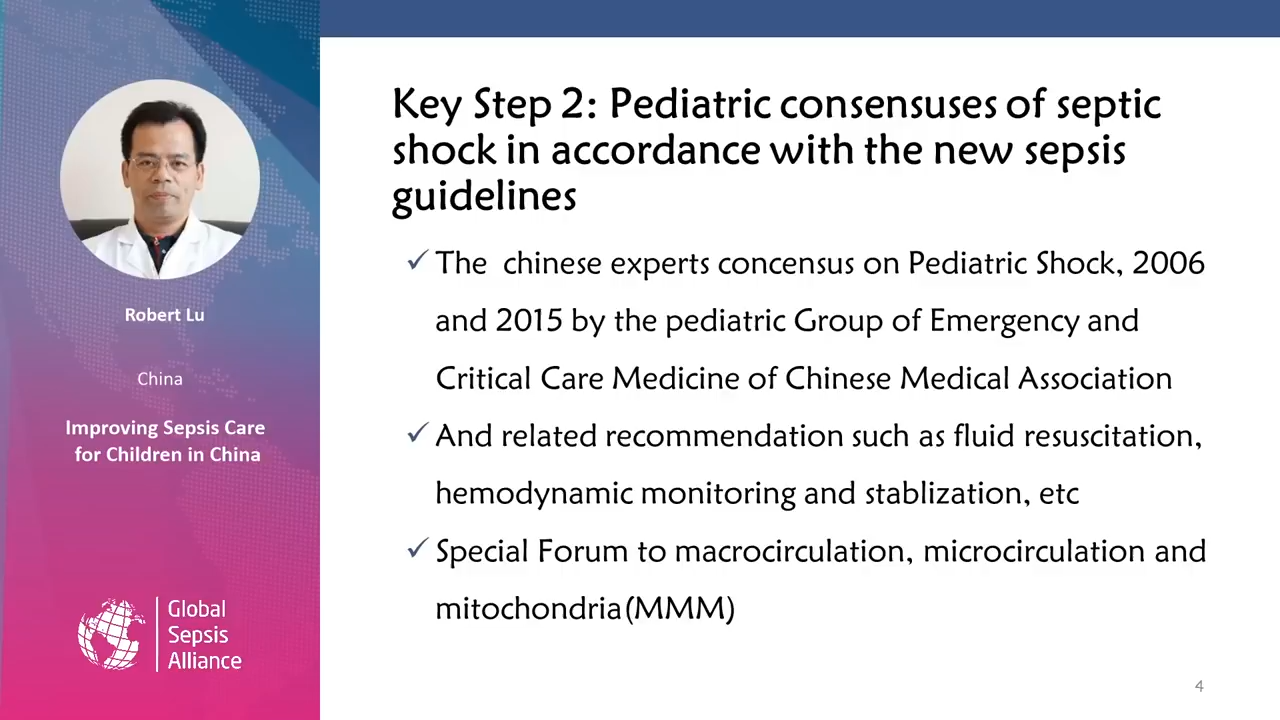 Robert Lu
China
Improving Sepsis Care
for Children in China
Global
Sepsis
Alliance
Key Step 2: Pediatric consensuses of septic
shock in accordance with the new sepsis
guidelines
✓ The chinese experts concensus on Pediatric Shock, 2006
and 2015 by the pediatric Group of Emergency and
Critical Care Medicine of Chinese Medical Association
✓ And related recommendation such as fluid resuscitation,
hemodynamic monitoring and stablization, etc
✓ Special Forum to macrocirculation, microcirculation and
mitochondria(MMM)
4